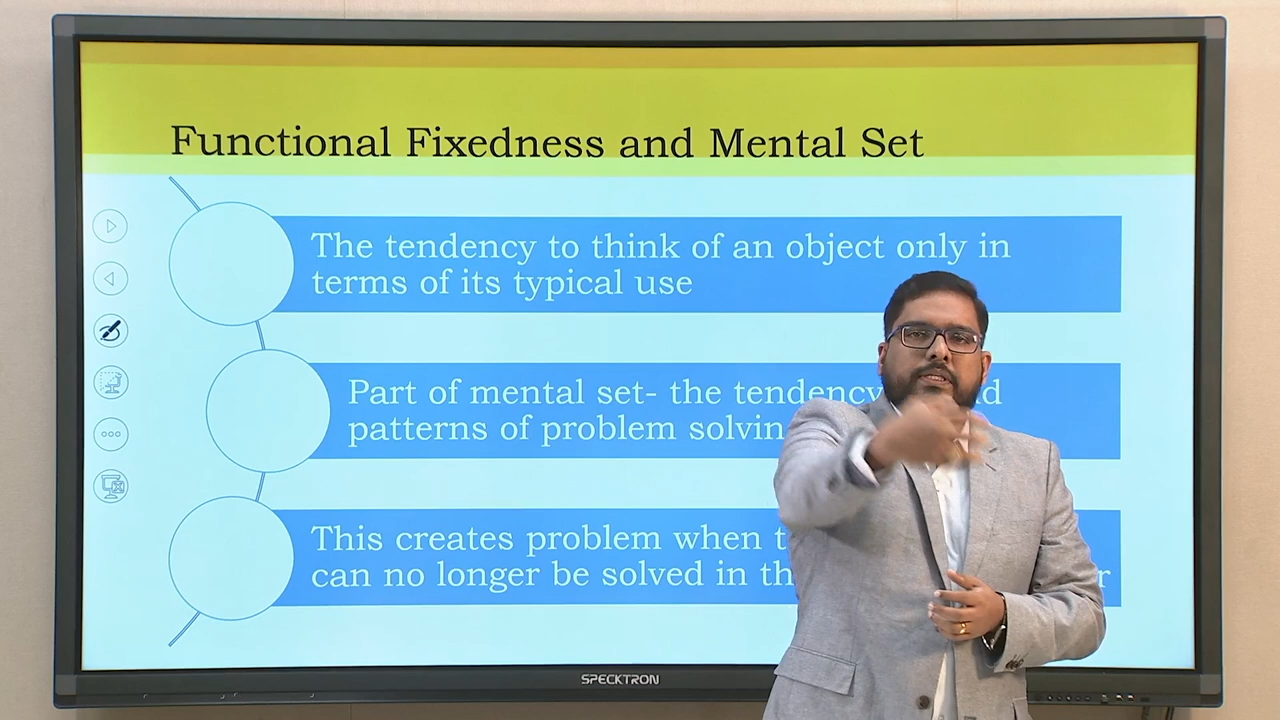 Functional Fixedness and Mental Set
The tendency to think of an object only in
terms of its typical use
Part of mental set- the tendency
patterns of problem
This creates problem when
can no longer be solved in
SPECKTRON